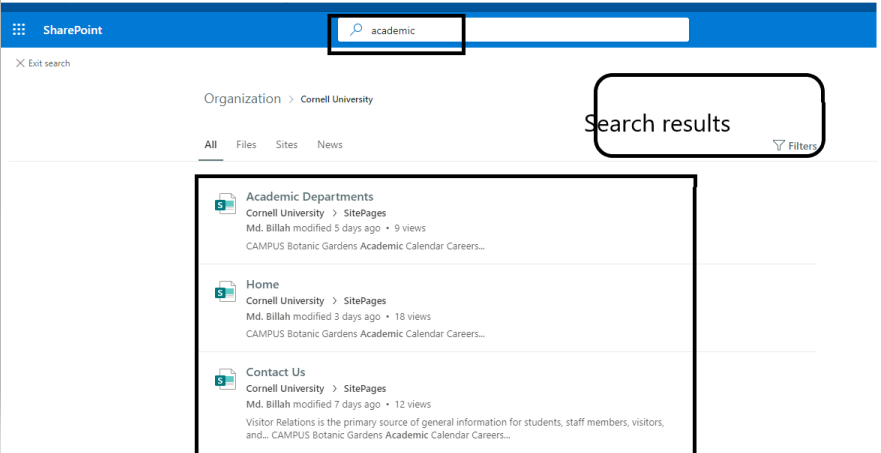 SharePoint
academic
Exit search
Organization > Cornell University
Search results
All Files Sites News
Filters
Academic Departments
Cornell University > SitePages
Md. Billah modified 5 days ago • 9 views
CAMPUS Botanic Gardens Academic Calendar Careers...
Home
Cornell University > SitePages
Md. Billah modified 3 days ago • 18 views
CAMPUS Botanic Gardens Academic Calendar Careers...
Contact Us
Cornell University > SitePages
Md. Billah modified 7 days ago • 12 views
Visitor Relations is the primary source of general information for students, staff members, visitors,
and... CAMPUS Botanic Gardens Academic Calendar Careers...